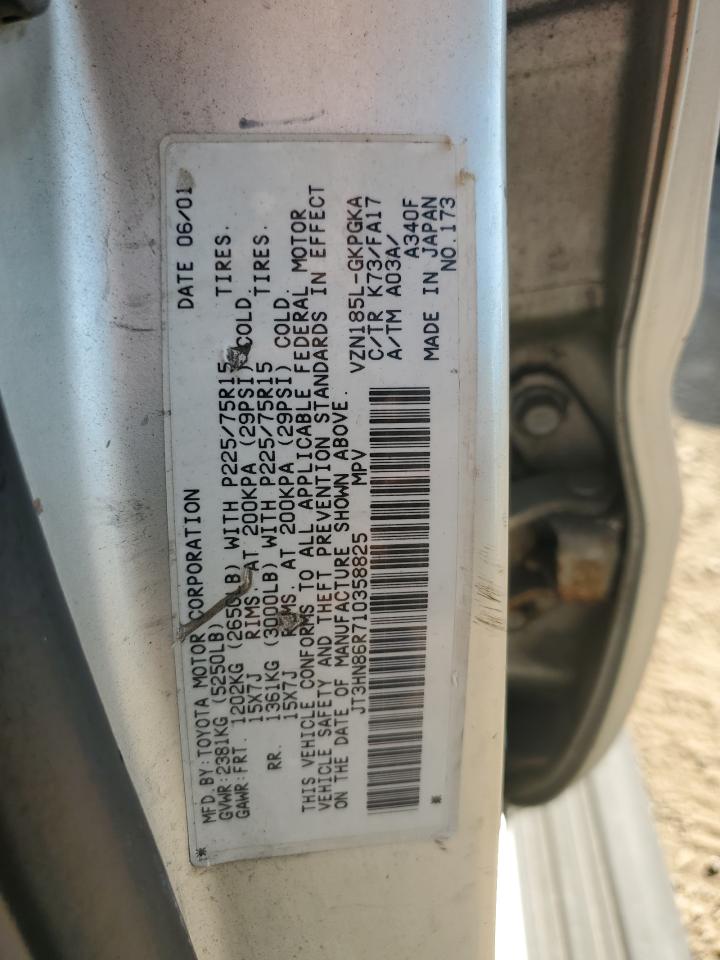 MFD.BY:TOYOTA MOTOR CORPORATION DATE 06/01
GVWR:2381KG (5250LB)
GAWR:FRT. 1202KG (2650LB) WITH P225/75R15 TIRES.
15X7J RIMS. AT 200KPA (29PSI) COLD.
RR. 1361KG (3000LB) WITH P225/75R15 TIRES.
15X7J RIMS. AT 200KPA (29PSI) COLD.
THIS VEHICLE CONFORMS TO ALL APPLICABLE FEDERAL MOTOR
VEHICLE SAFETY AND THEFT PREVENTION STANDARDS IN EFFECT
ON THE DATE OF MANUFACTURE SHOWN ABOVE.
JT3HN86R710358825 MPV
VZN185L-GKPGKA
C/TR K73/FA17
A/TM A03A/
A340F
MADE IN JAPAN
NO.173